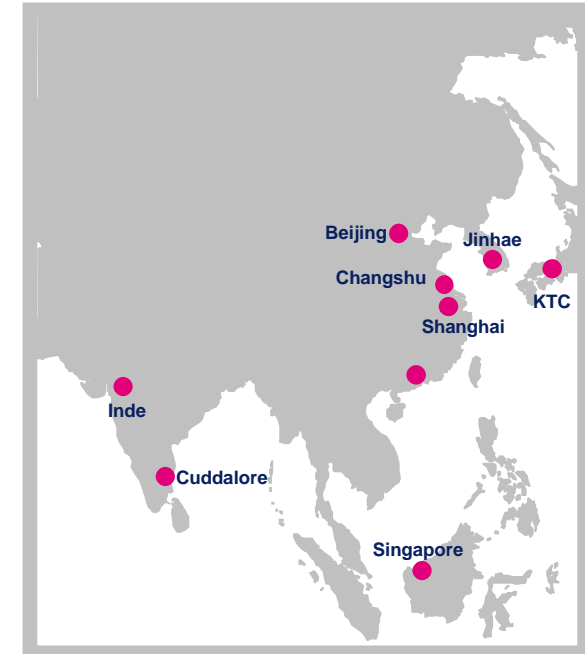 Beijing
Jinhae
Changshu
KTC
Shanghai
Inde
Cuddalore
Singapore